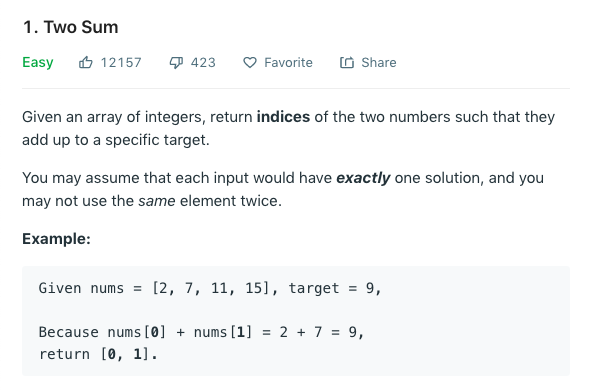 1. Two Sum
Easy 12157 423 Favorite Share
Given an array of integers, return indices of the two numbers such that they
add up to a specific target.
You may assume that each input would have exactly one solution, and you
may not use the same element twice.
Example:
Given nums = [2, 7, 11, 15], target = 9,
Because nums[0] + nums[1] = 2 + 7 = 9,
return [0, 1].